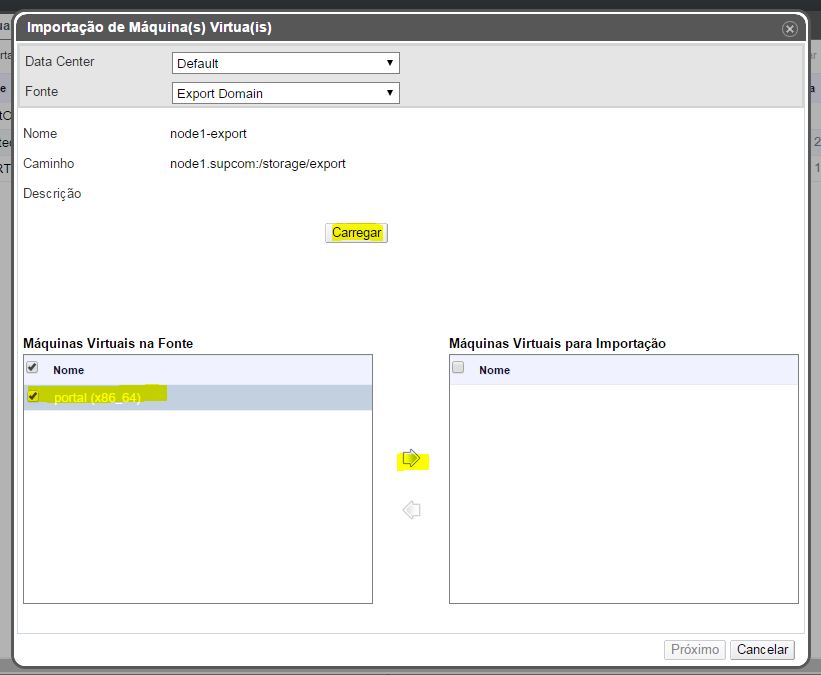 Importação de Máquina(s) Virtua(is)
Data Center Default
Fonte Export Domain
Nome node1-export
Caminho node1.supcom:/storage/export
Descrição
Carregar
Máquinas Virtuais na Fonte
Nome
portal (x86_64)
Máquinas Virtuais para Importação
Nome
Próximo Cancelar